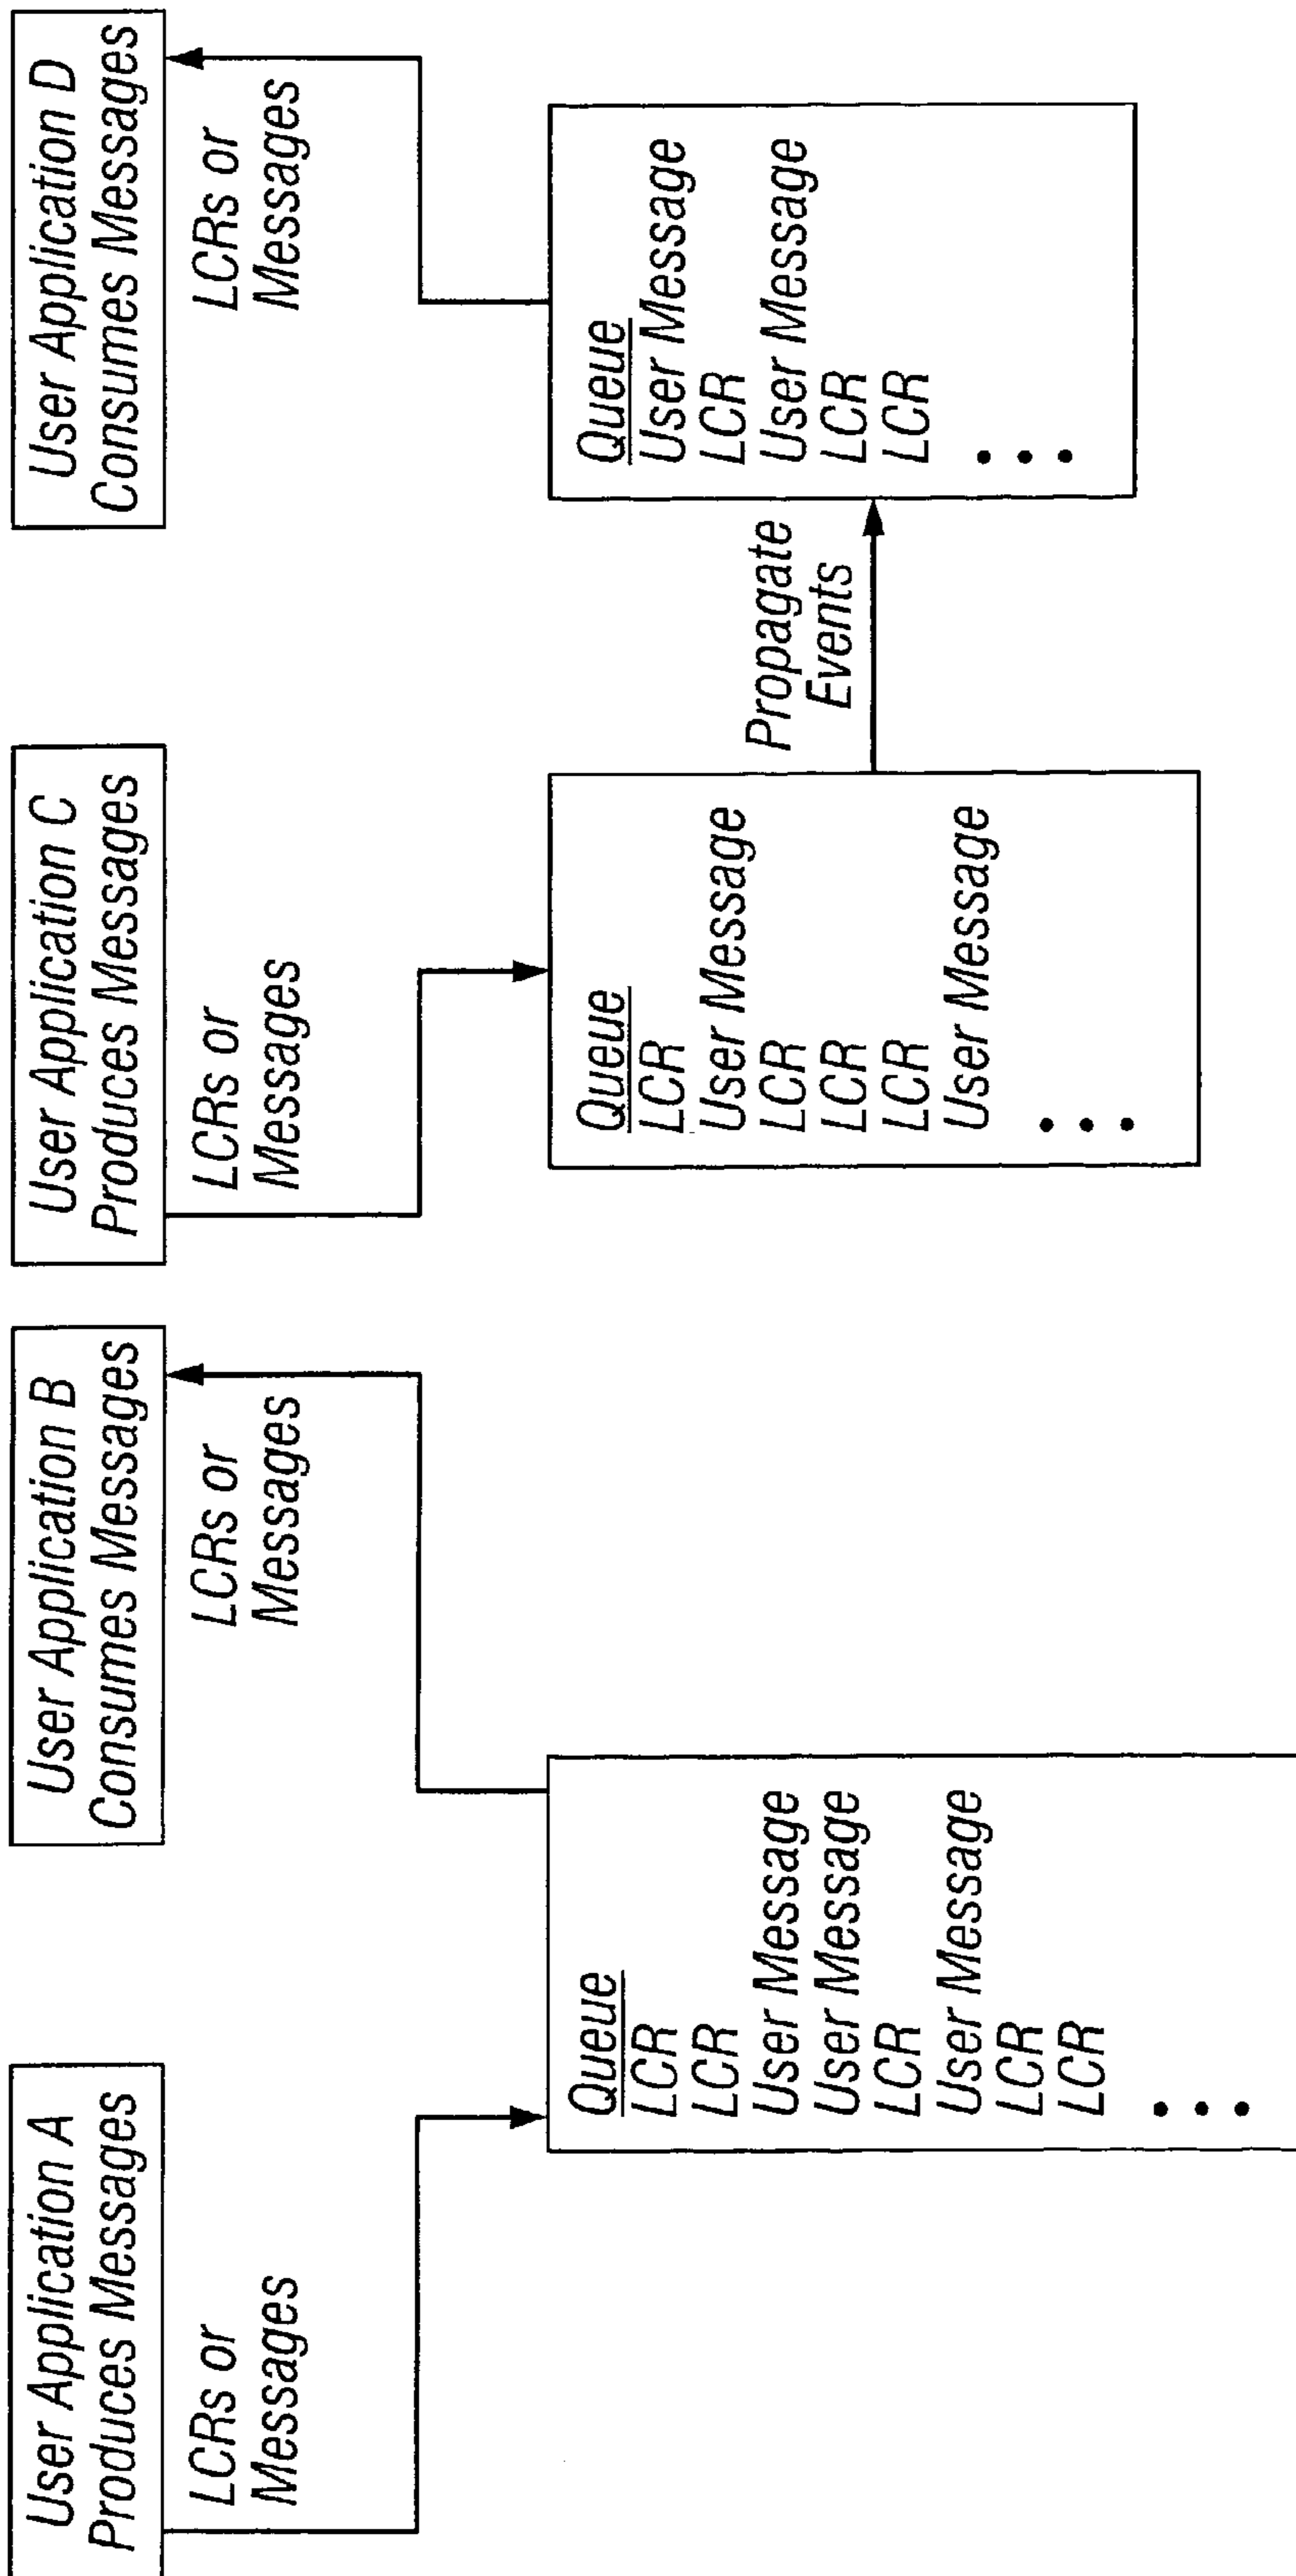 User Application A
Produces Messages
LCRs or
Messages
User Application B
Consumes Messages
LCRs or
Messages
Queue
LCR
LCR
User Message
User Message
LCR
User Message
LCR
LCR
• • •
User Application C
Produces Messages
LCRs or
Messages
Queue
LCR
User Message
LCR
LCR
LCR
User Message
• • •
Propagate
Events
User Application D
Consumes Messages
LCRs or
Messages
Queue
User Message
LCR
User Message
LCR
LCR
• • •